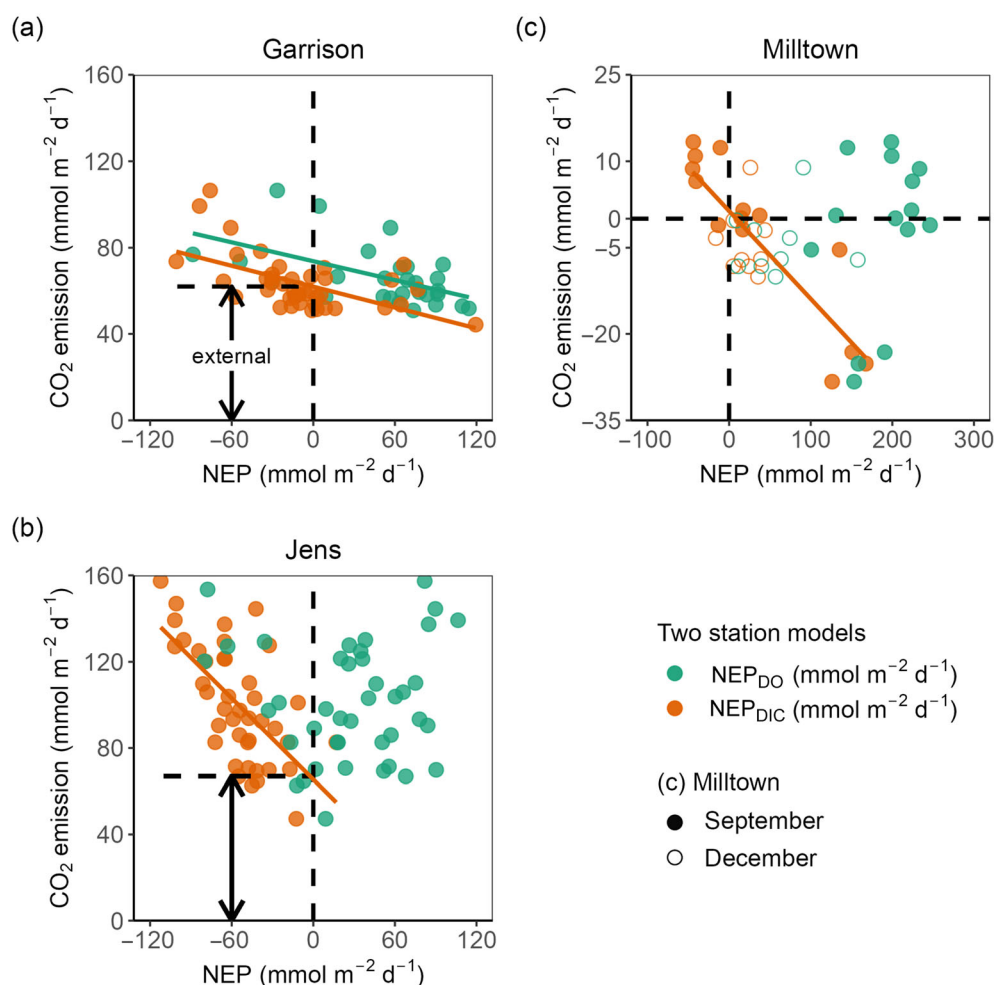 (a)
Garrison
160
120
80
40
0
−120
−60
0
60
120
CO₂ emission (mmol m⁻² d⁻¹)
NEP (mmol m⁻² d⁻¹)
external
(c)
Milltown
25
10
0
−5
−20
−35
−100
0
100
200
300
CO₂ emission (mmol m⁻² d⁻¹)
NEP (mmol m⁻² d⁻¹)
(b)
Jens
160
120
80
40
0
−120
−60
0
60
120
CO₂ emission (mmol m⁻² d⁻¹)
NEP (mmol m⁻² d⁻¹)
Two station models
NEP_DO (mmol m⁻² d⁻¹)
NEP_DIC (mmol m⁻² d⁻¹)
(c) Milltown
September
December